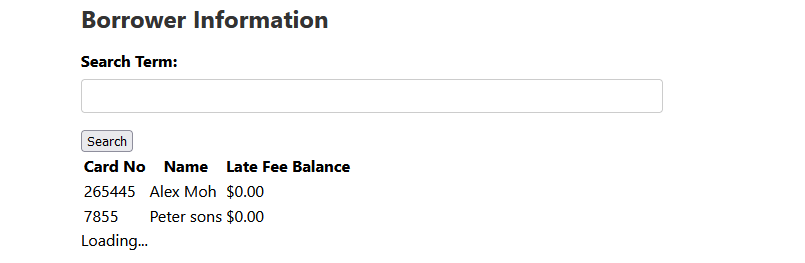 Borrower Information
Search Term:
Search
Card No Name Late Fee Balance
265445 Alex Moh $0.00
7855 Peter sons $0.00
Loading...